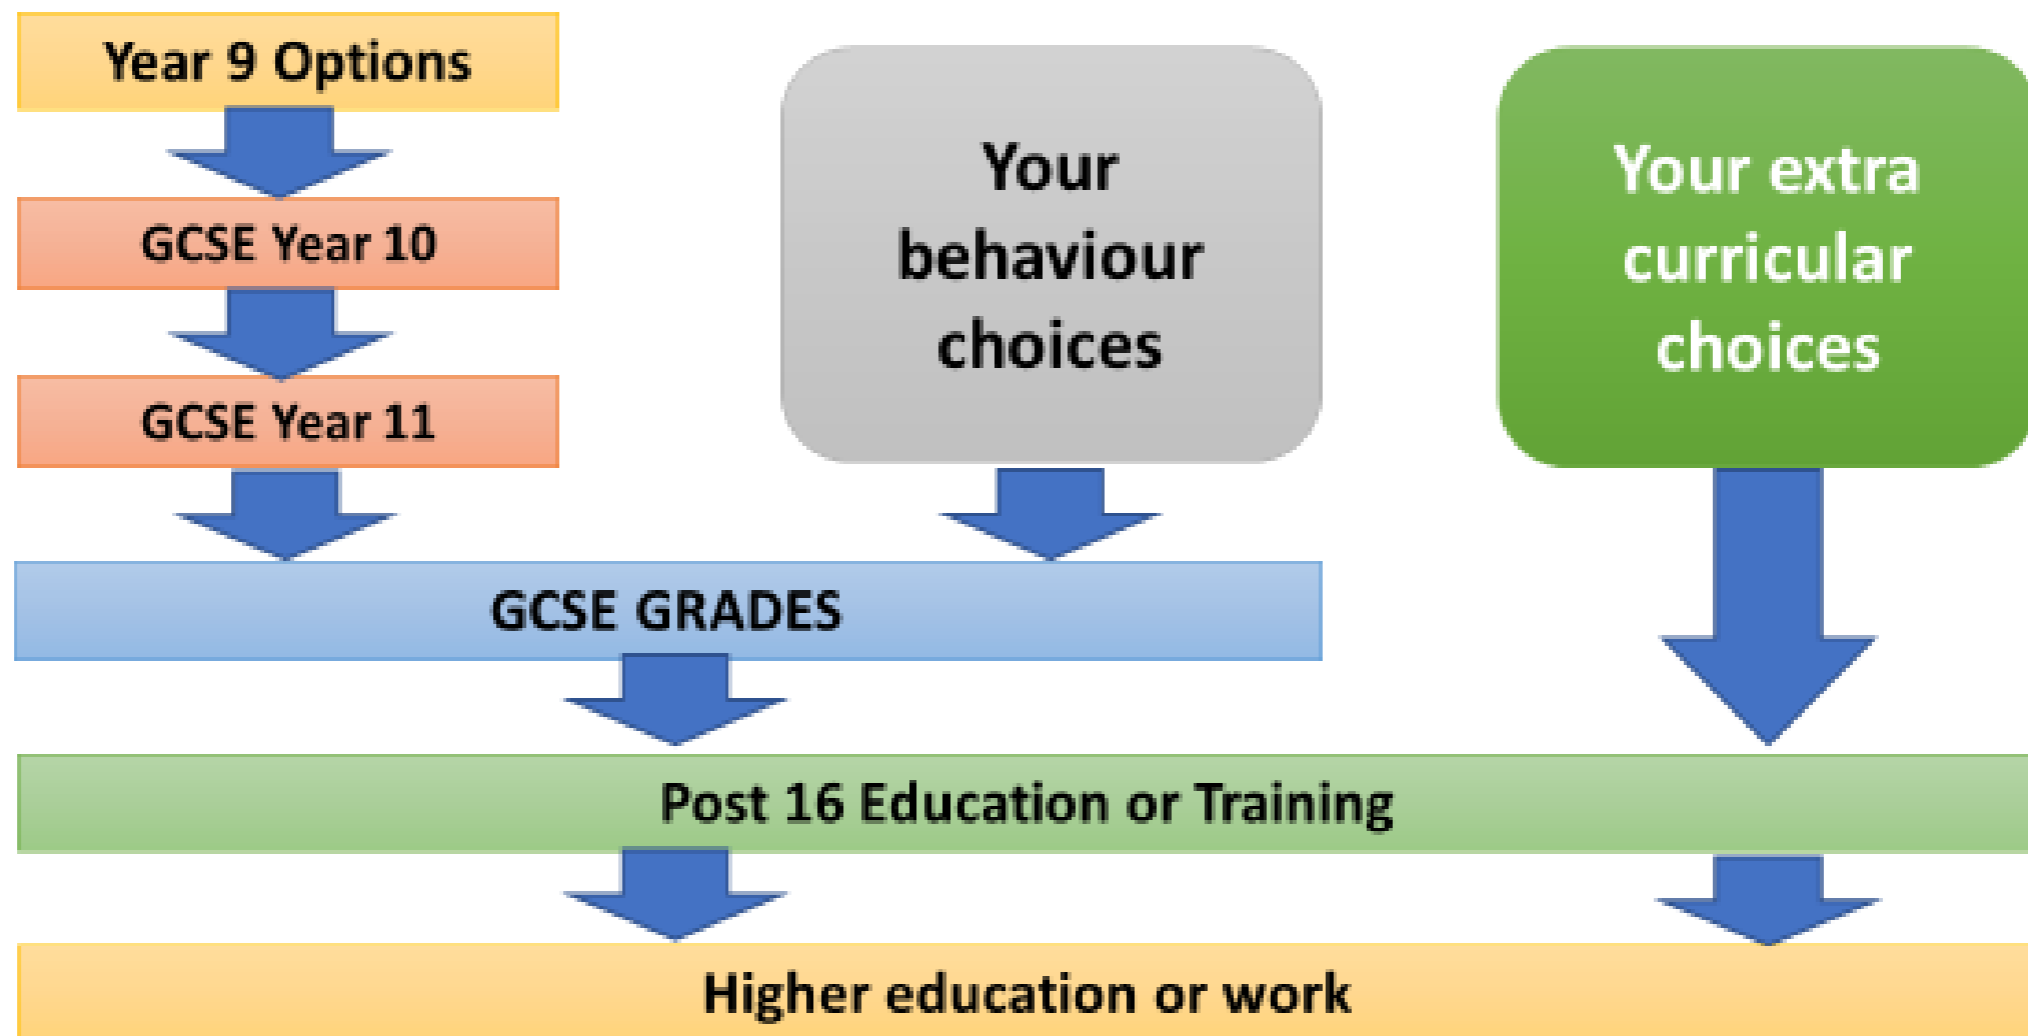 Year 9 Options
GCSE Year 10
GCSE Year 11
Your
behaviour
choices
Your extra
curricular
choices
GCSE GRADES
Post 16 Education or Training
Higher education or work